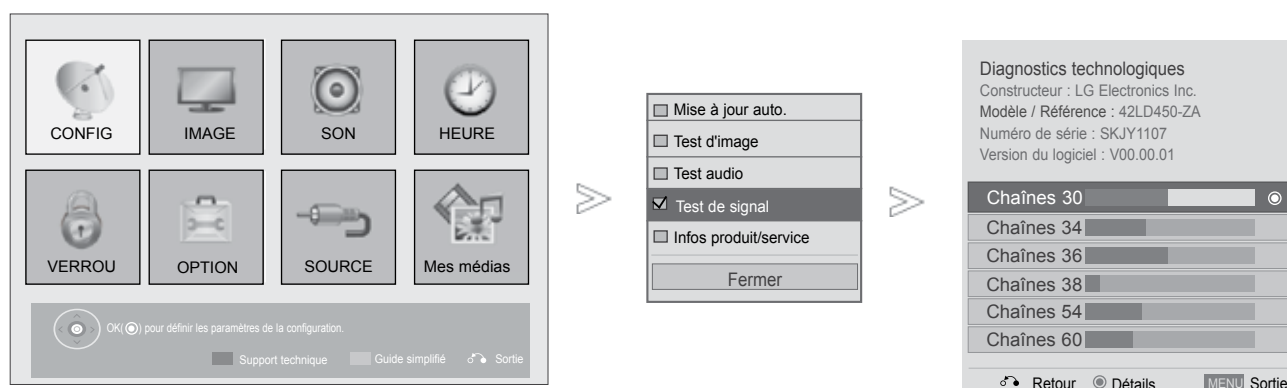 CONFIG IMAGE SON HEURE
VERROU OPTION SOURCE Mes médias
OK( ) pour définir les paramètres de la configuration.
Support technique Guide simplifié Sortie
Mise à jour auto.
Test d'image
Test audio
Test de signal
Infos produit/service
Fermer
Diagnostics technologiques
Constructeur : LG Electronics Inc.
Modèle / Référence : 42LD450-ZA
Numéro de série : SKJY1107
Version du logiciel : V00.00.01
Chaînes 30
Chaînes 34
Chaînes 36
Chaînes 38
Chaînes 54
Chaînes 60
Retour Détails MENU Sortie